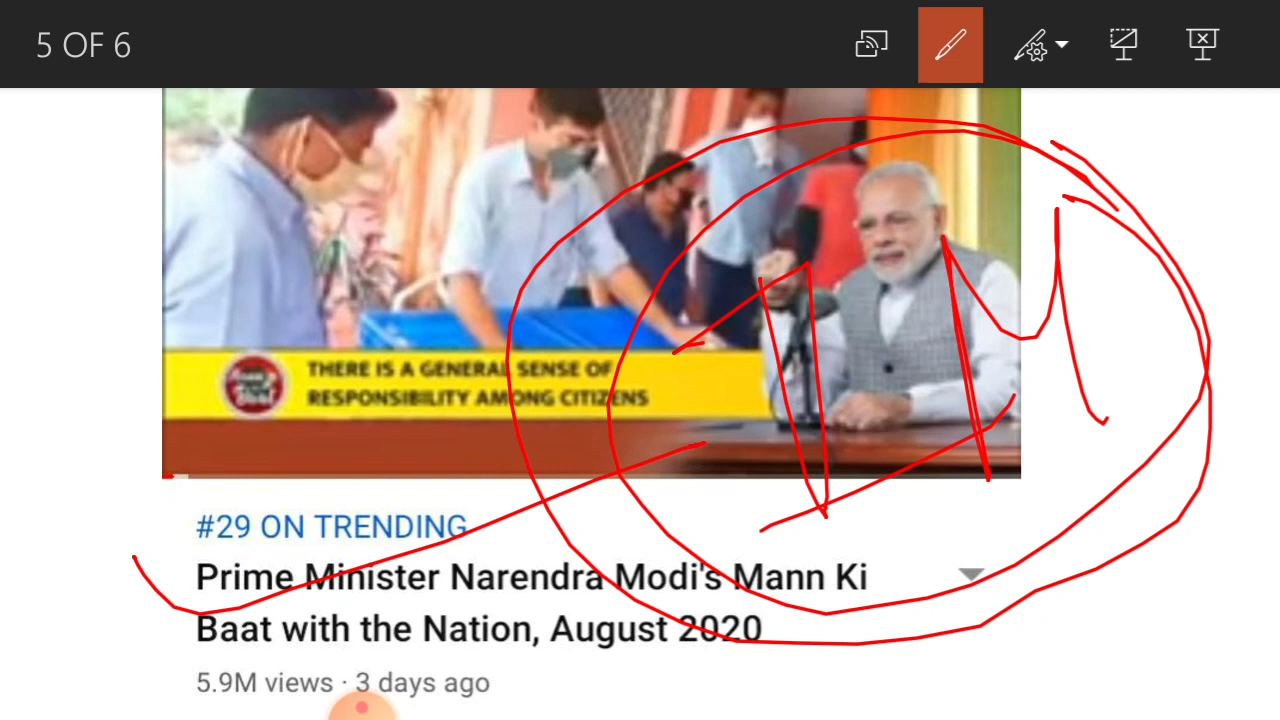 5 OF 6
THERE IS A GENERAL SENSE OF
RESPONSIBILITY AMONG CITIZENS
#29 ON TRENDING
Prime Minister Narendra Modi's Mann Ki
Baat with the Nation, August 2020
5.9M views · 3 days ago